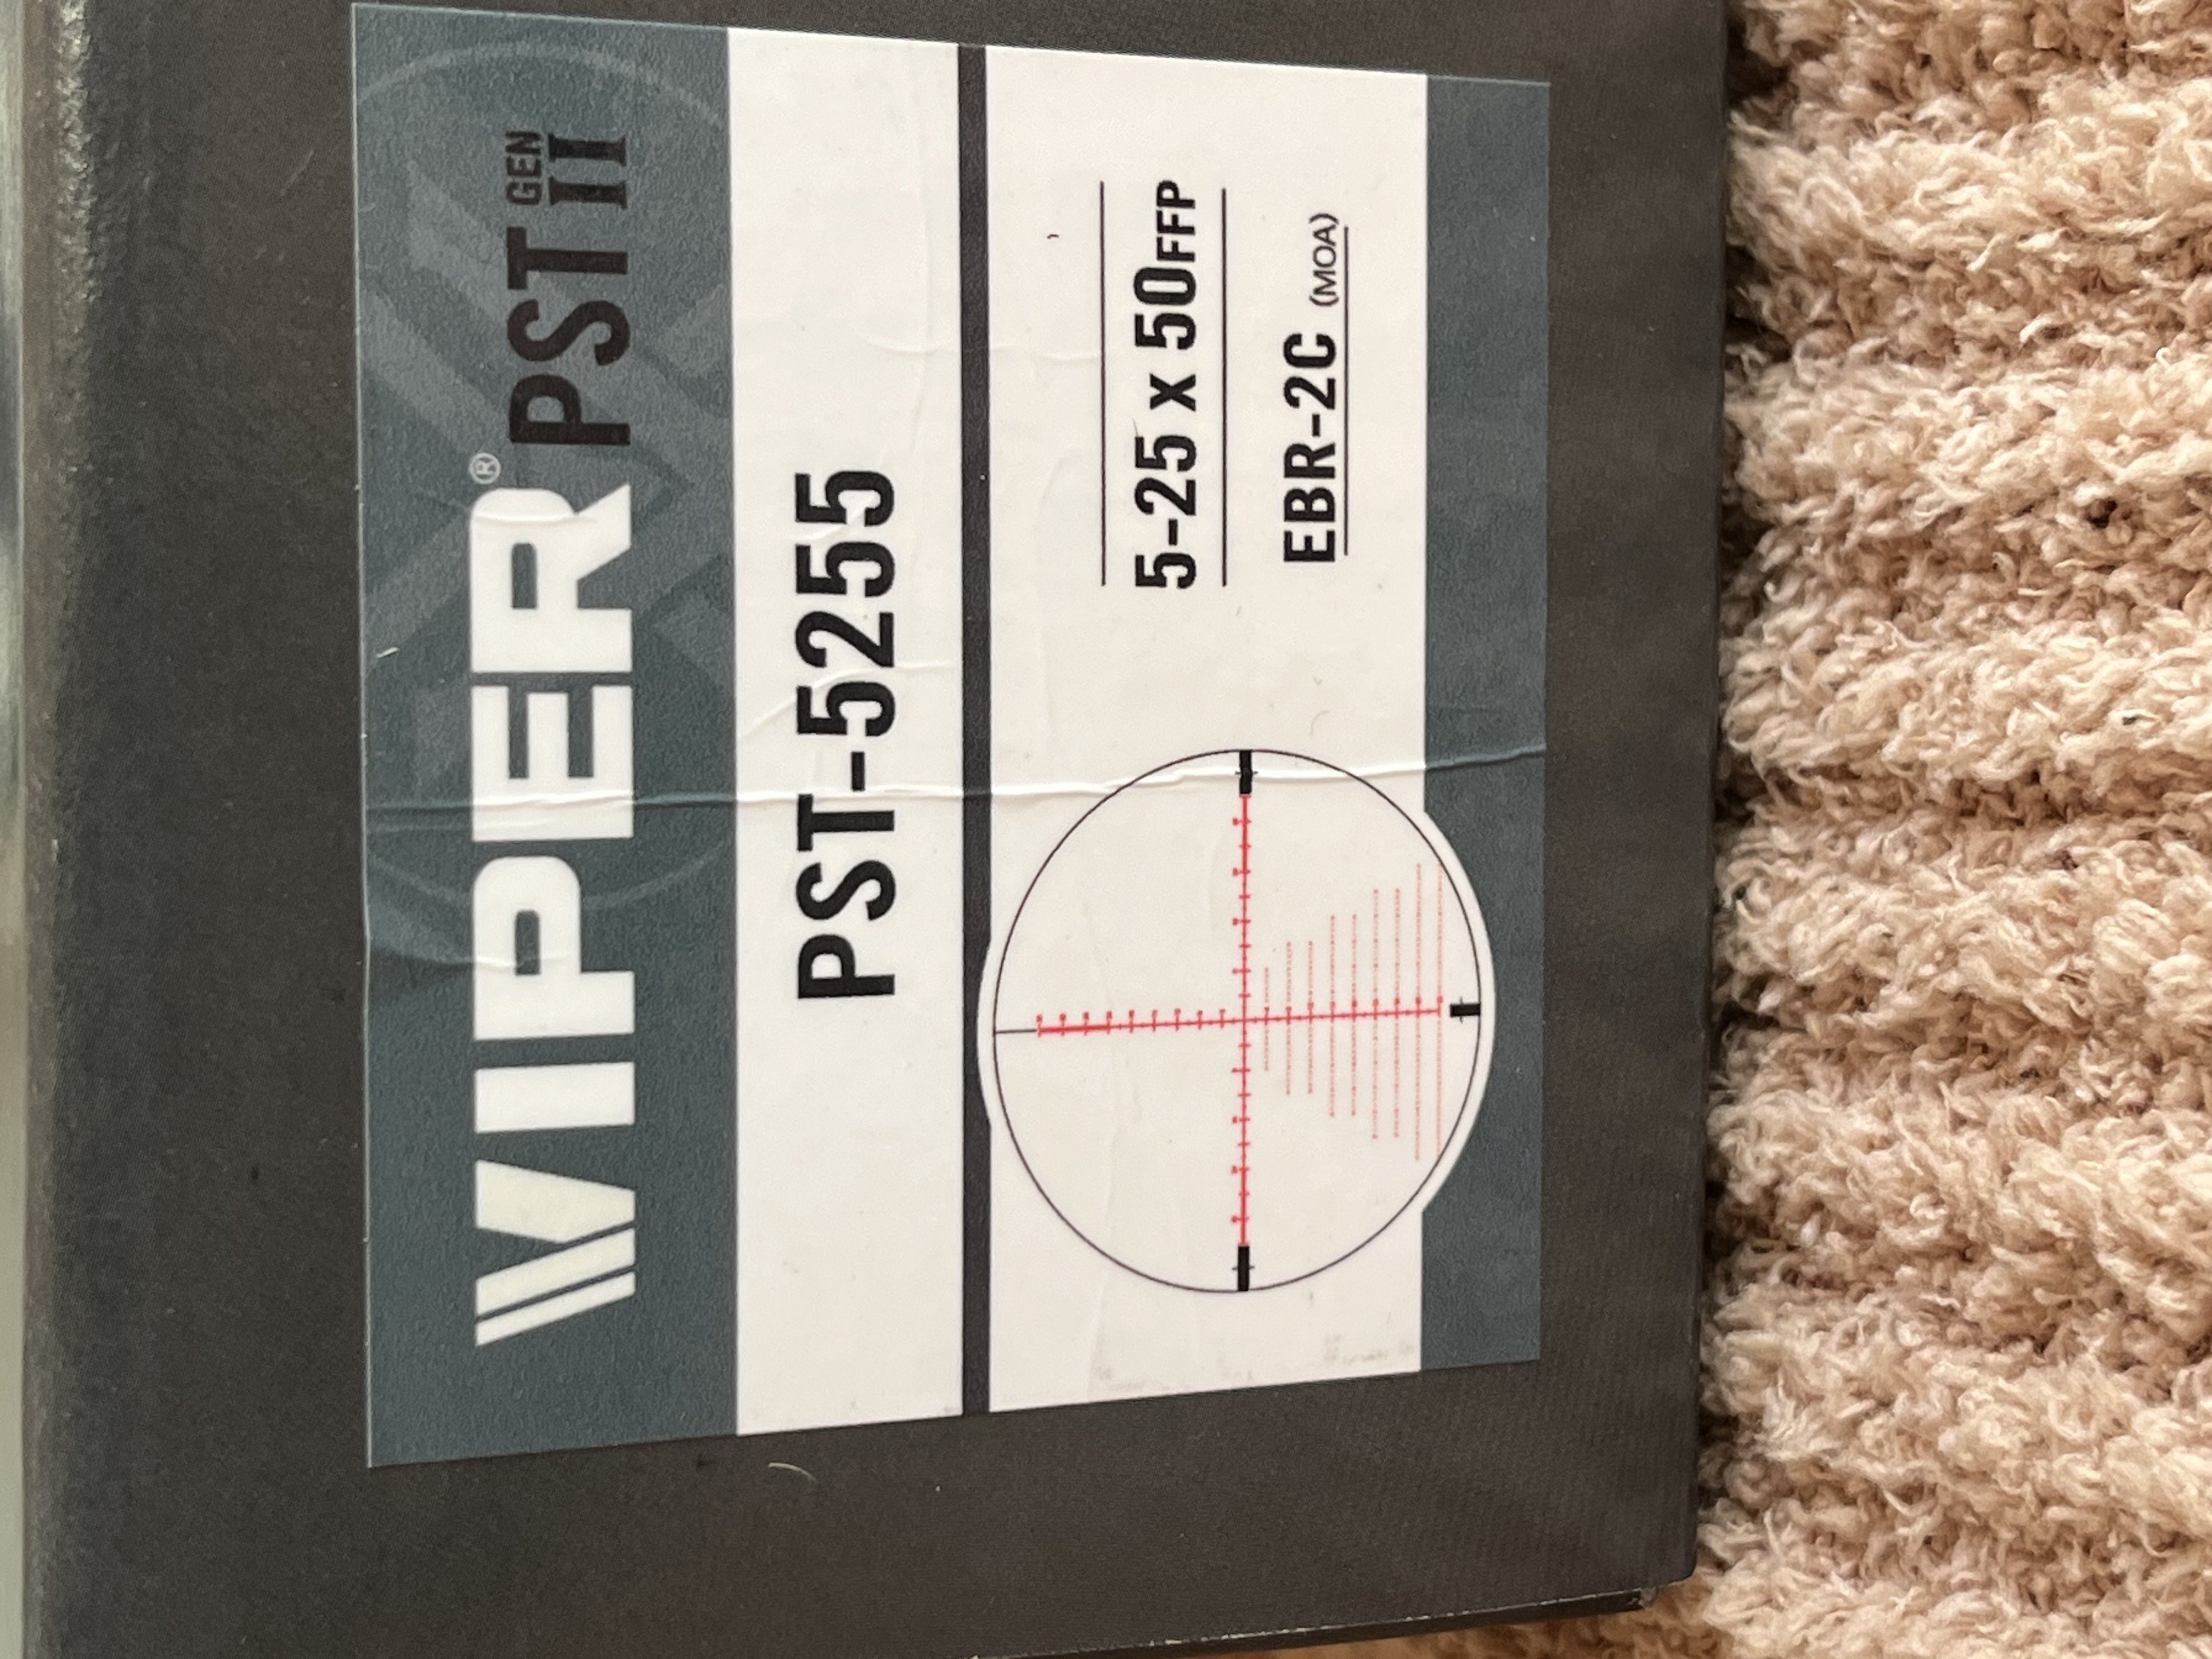 VIPER® PST GEN II
PST-5255
5-25 x 50FFP
EBR-2C (MOA)